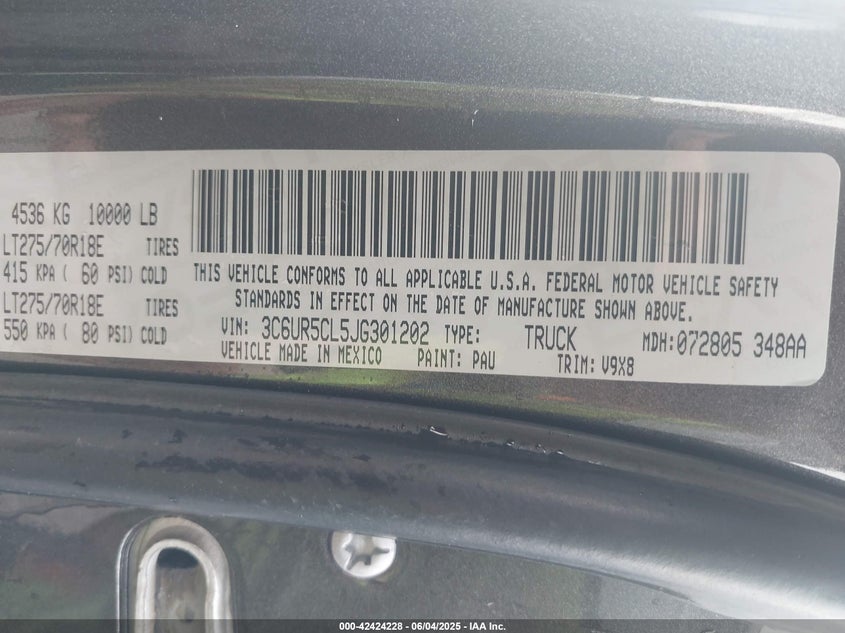 4536 KG 10000 LB
LT275/70R18E TIRES
415 KPA ( 60 PSI) COLD
LT275/70R18E TIRES
550 KPA ( 80 PSI) COLD
THIS VEHICLE CONFORMS TO ALL APPLICABLE U.S.A. FEDERAL MOTOR VEHICLE SAFETY
STANDARDS IN EFFECT ON THE DATE OF MANUFACTURE SHOWN ABOVE.
VIN: 3C6UR5CL5JG301202 TYPE: TRUCK MDH:072805 348AA
VEHICLE MADE IN MEXICO PAINT: PAU TRIM: V9X8
000-42424228 - 06/04/2025 - IAA Inc.